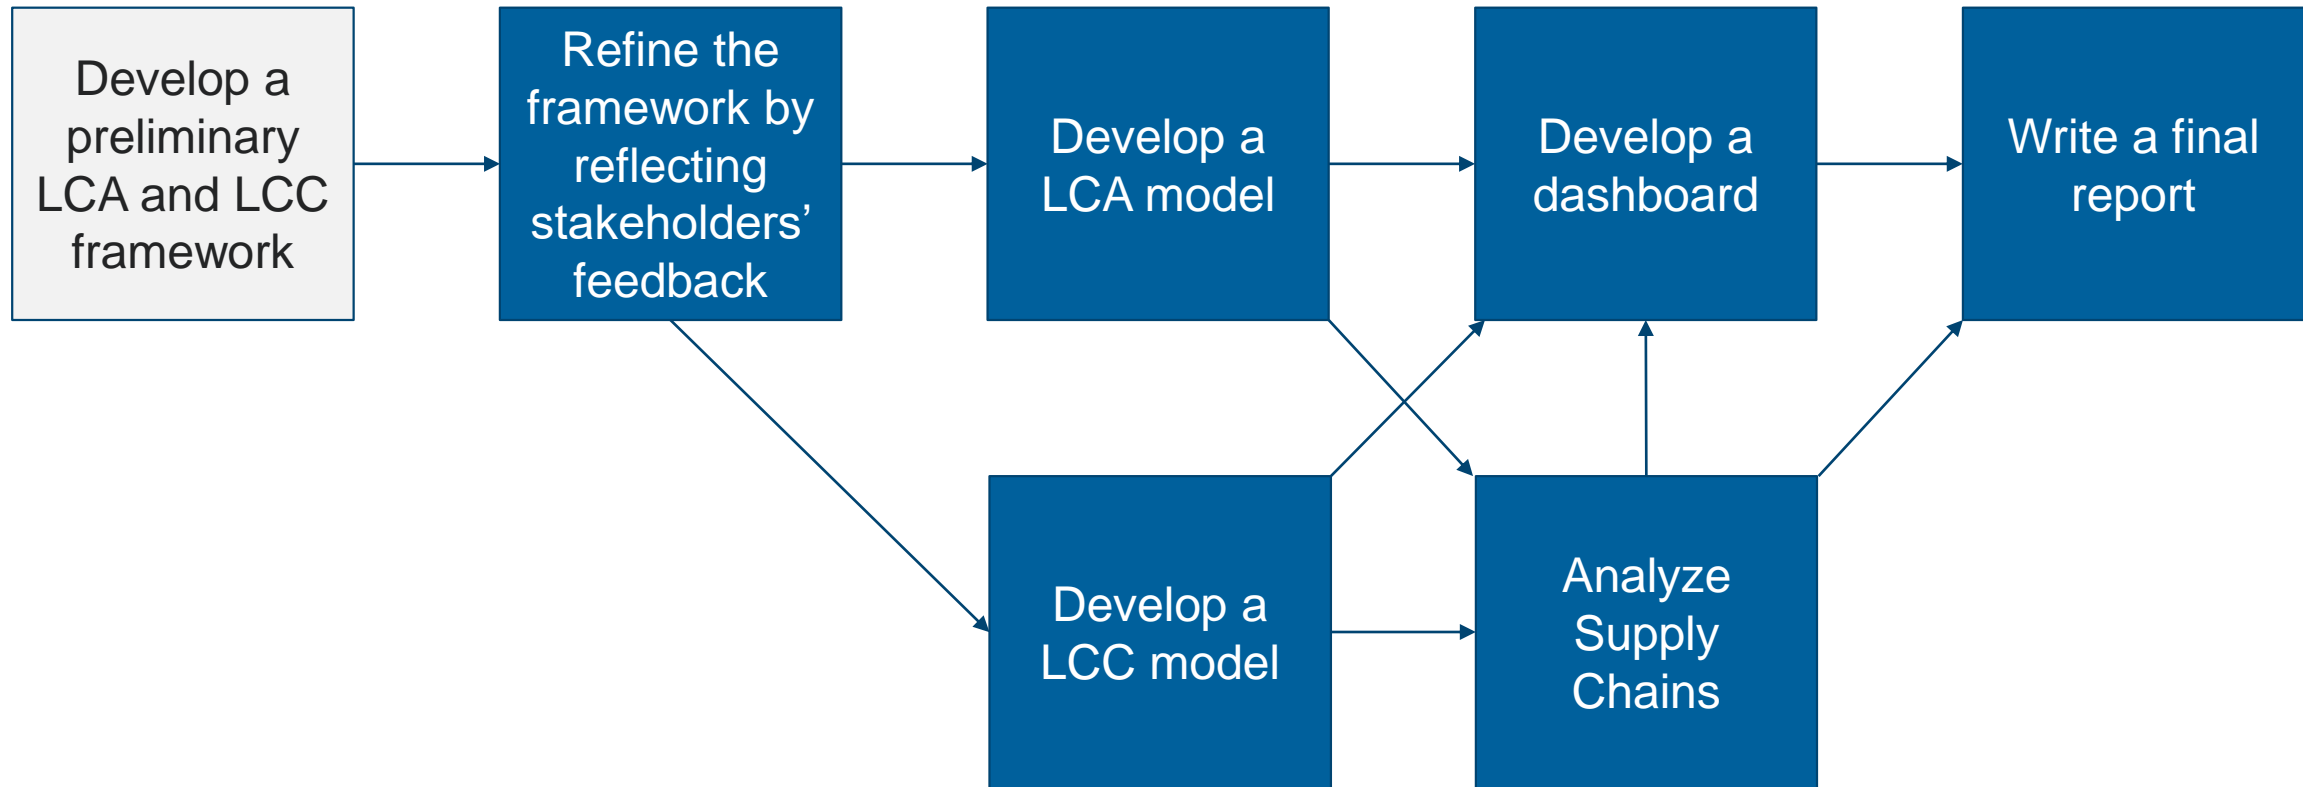 Develop a
preliminary
LCA and LCC
framework
Refine the
framework by
reflecting
stakeholders’
feedback
Develop a
LCA model
Develop a
dashboard
Write a final
report
Develop a
LCC model
Analyze
Supply
Chains